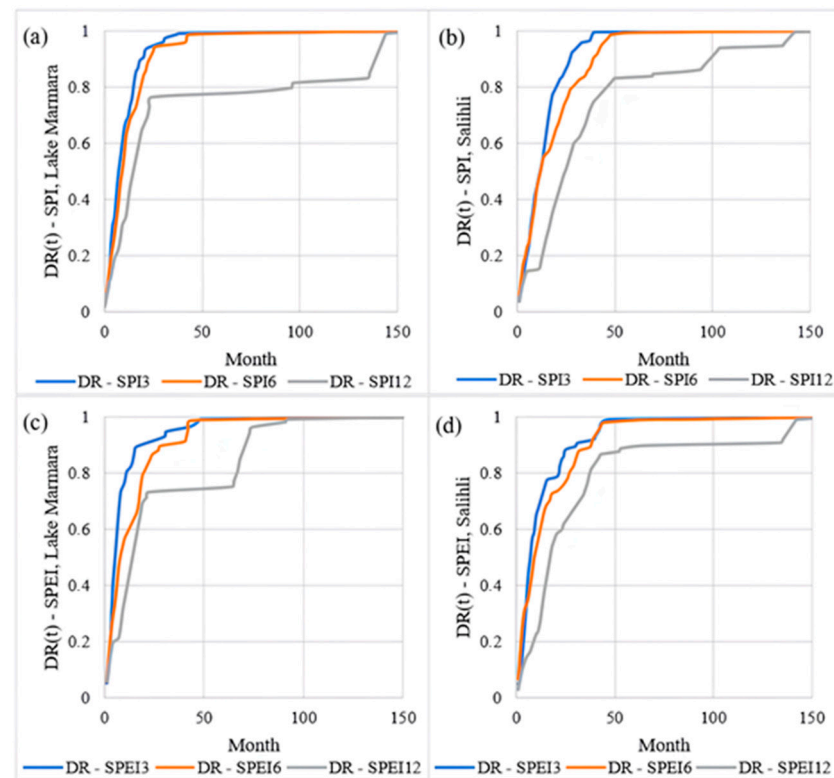 (a)
DR(t) - SPI, Lake Marmara
1
0.8
0.6
0.4
0.2
0
0 50 100 150
Month
DR - SPI3 DR - SPI6 DR - SPI12
(b)
DR(t) - SPI, Salihli
1
0.8
0.6
0.4
0.2
0
0 50 100 150
Month
DR - SPI3 DR - SPI6 DR - SPI12
(c)
DR(t) - SPEI, Lake Marmara
1
0.8
0.6
0.4
0.2
0
0 50 100 150
Month
DR - SPEI3 DR - SPEI6 DR - SPEI12
(d)
DR(t) - SPEI, Salihli
1
0.8
0.6
0.4
0.2
0
0 50 100 150
Month
DR - SPEI3 DR - SPEI6 DR - SPEI12